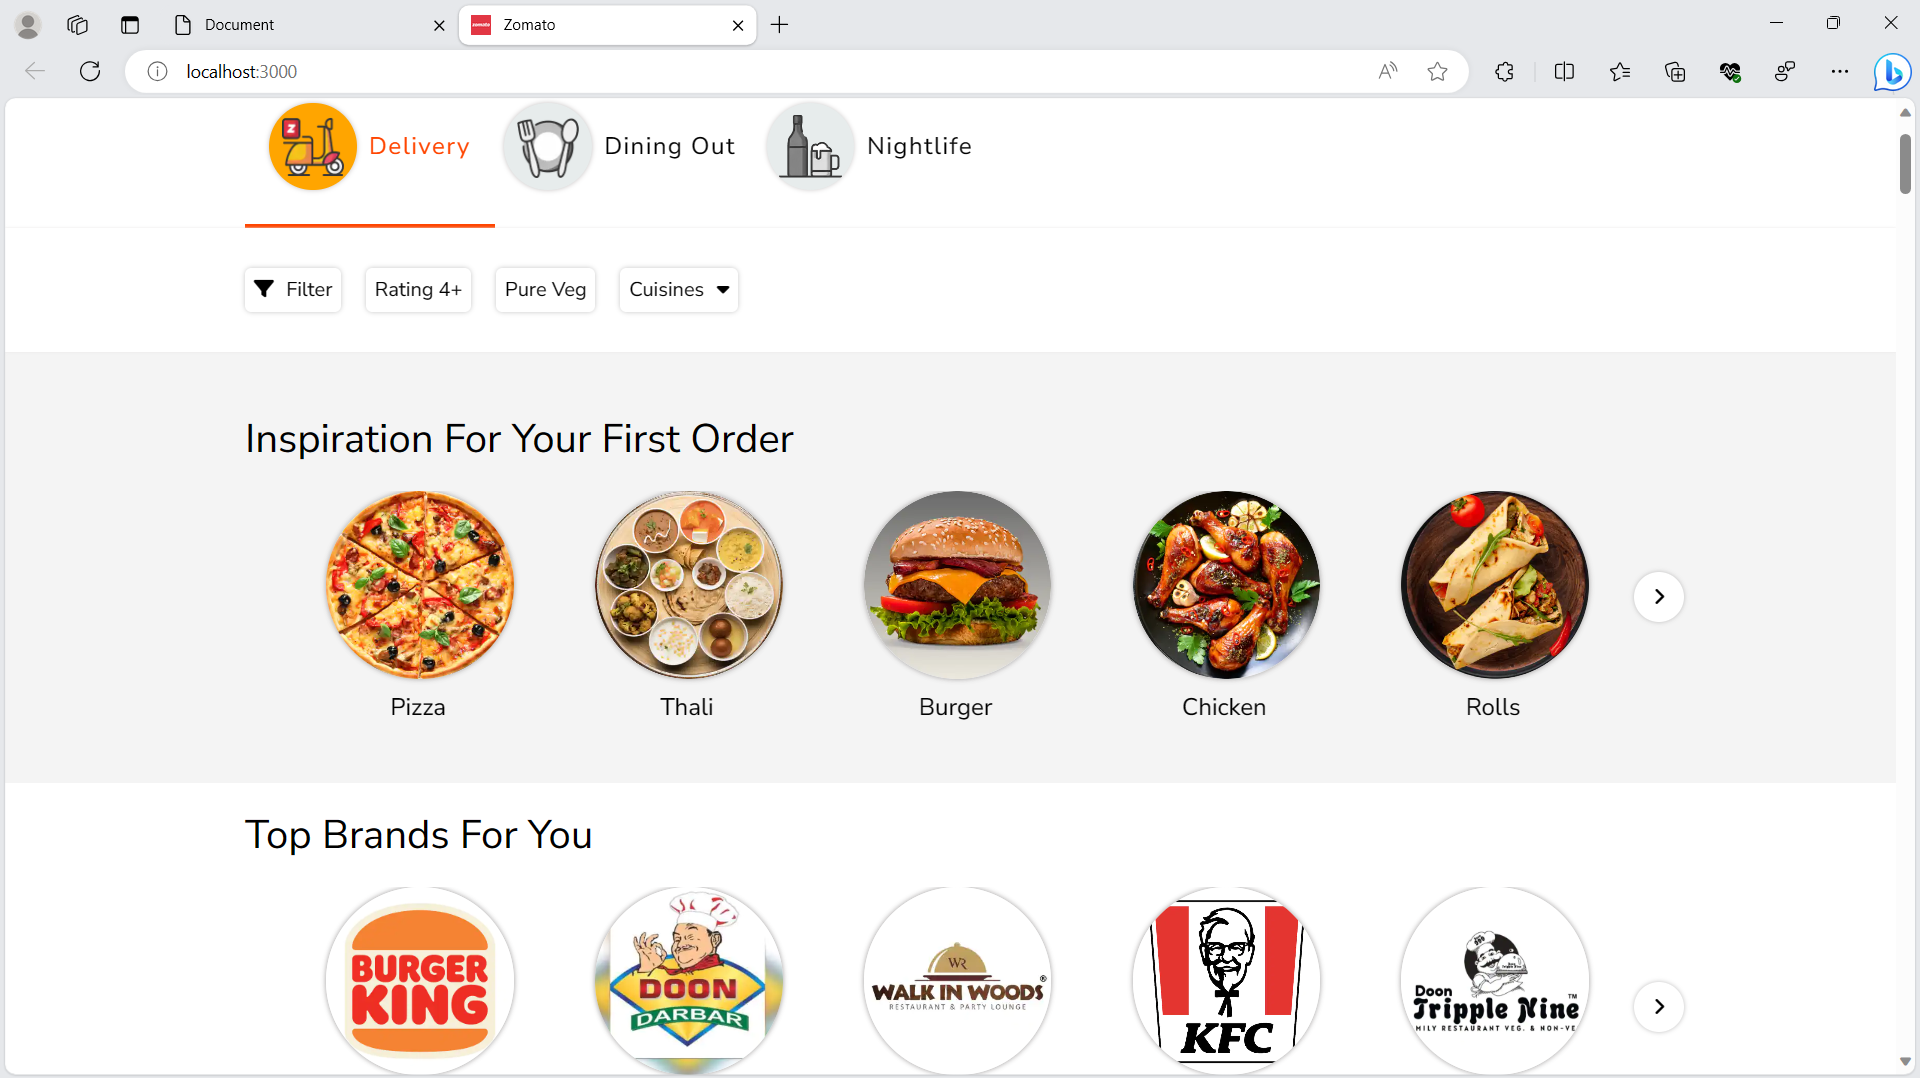 Document
zomato
Zomato
localhost:3000
Z
Delivery
Dining Out
Nightlife
Filter
Rating 4+
Pure Veg
Cuisines
Inspiration For Your First Order
Pizza
Thali
Burger
Chicken
Rolls
Top Brands For You
BURGER
KING
DOON
DARBAR
WR
WALK IN WOODS®
RESTAURANT & PARTY LOUNGE
KFC
Doon
Tripple Nine™
MILY RESTAURANT VEG. & NON-VE